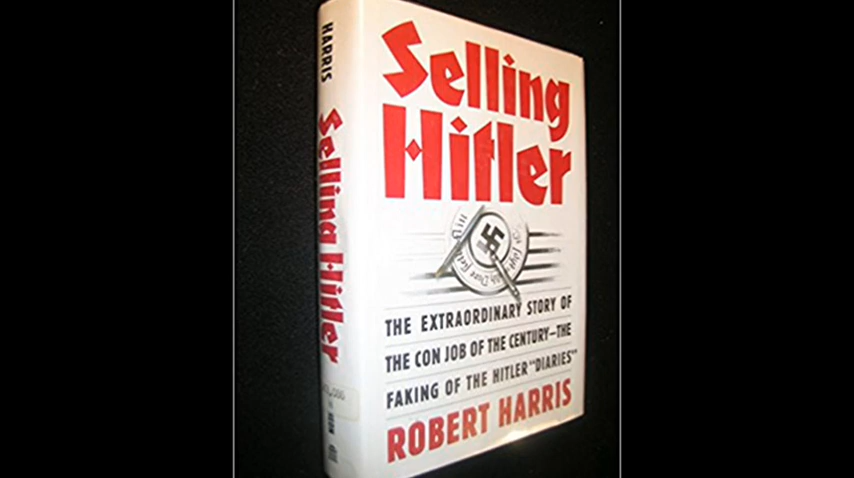 HARRIS
Selling Hitler
Selling
Hitler
THE EXTRAORDINARY STORY OF
THE CON JOB OF THE CENTURY—THE
FAKING OF THE HITLER "DIARIES"
ROBERT HARRIS